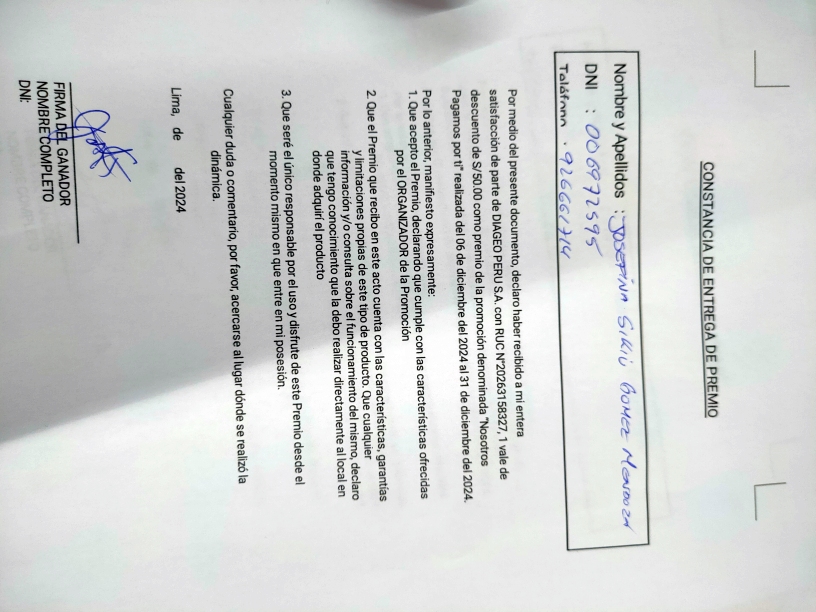 CONSTANCIA DE ENTREGA DE PREMIO
Nombre y Apellidos : JOSEFINA GOMEZ MENDOZA
DNI : 006972595
Teléfono : 926661714
Por medio del presente documento, declaro haber recibido a mi entera
satisfacción de parte de DIAGEO PERU S.A. con RUC N°20263158327, 1 vale de
descuento de S/50.00 como premio de la promoción denominada "Nosotros
Pagamos por ti" realizada del 06 de diciembre del 2024 al 31 de diciembre del 2024.
Por lo anterior, manifiesto expresamente:
1. Que acepto el Premio, declarando que cumple con las características ofrecidas
por el ORGANIZADOR de la Promoción
2. Que el Premio que recibo en este acto cuenta con las características, garantías
y limitaciones propias de este tipo de producto. Que cualquier
información y/o consulta sobre el funcionamiento del mismo, declaro
que tengo conocimiento que la debo realizar directamente al local en
donde adquirí el producto
3. Que seré el único responsable por el uso y disfrute de este Premio desde el
momento mismo en que entre en mi posesión.
Cualquier duda o comentario, por favor, acercarse al lugar dónde se realizó la
dinámica.
Lima, de del 2024
FIRMA DEL GANADOR
NOMBRE COMPLETO
DNI: